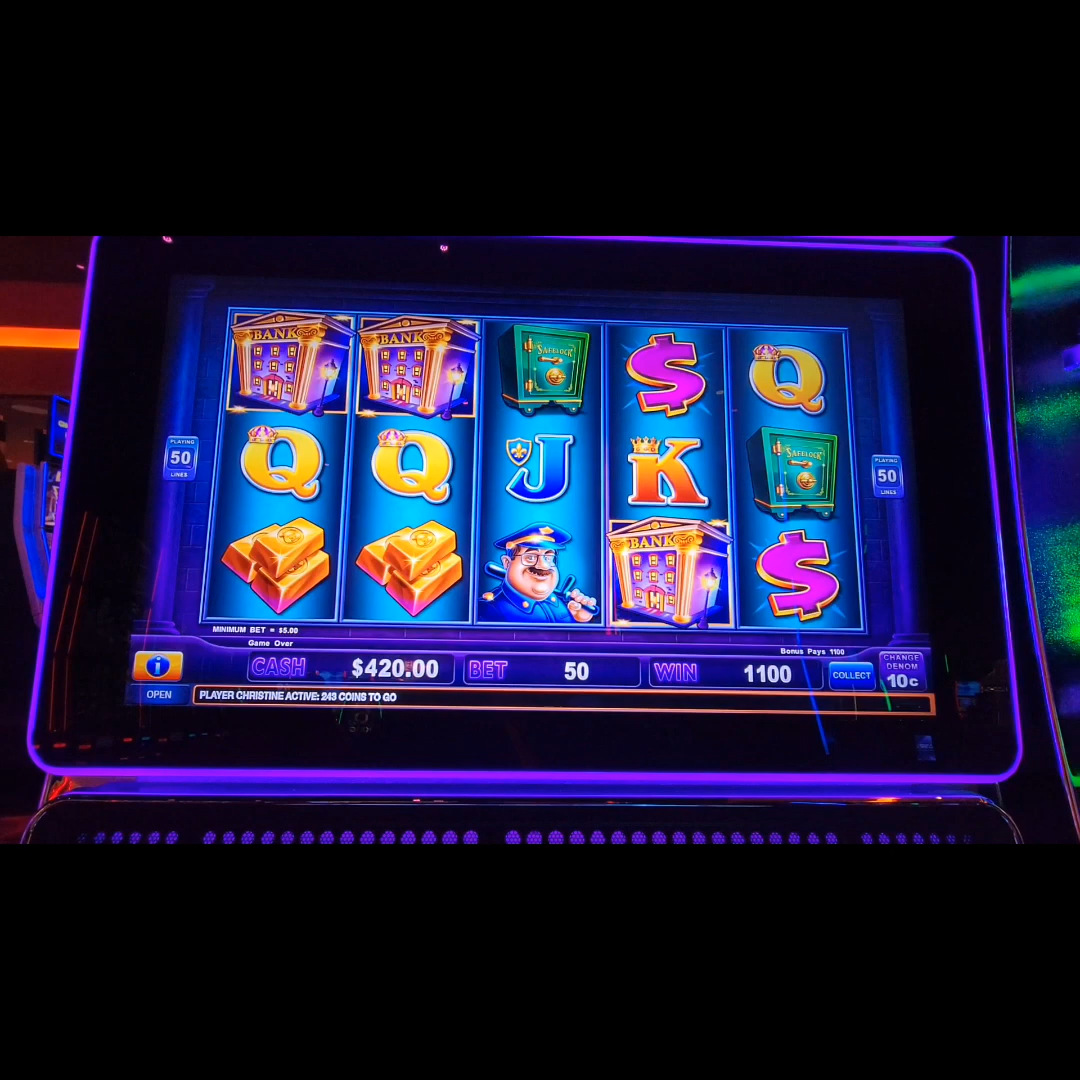 BANK
BANK
SAFELOCK
$
Q
Q
Q
J
K
SAFELOCK
BANK
$
PLAYING
50
LINES
PLAYING
50
LINES
MINIMUM BET = $5.00
Game Over
Bonus Pays 1100
i
CASH $420.00
BET 50
WIN 1100
COLLECT
CHANGE
DENOM
10¢
OPEN
PLAYER CHRISTINE ACTIVE: 243 COINS TO GO